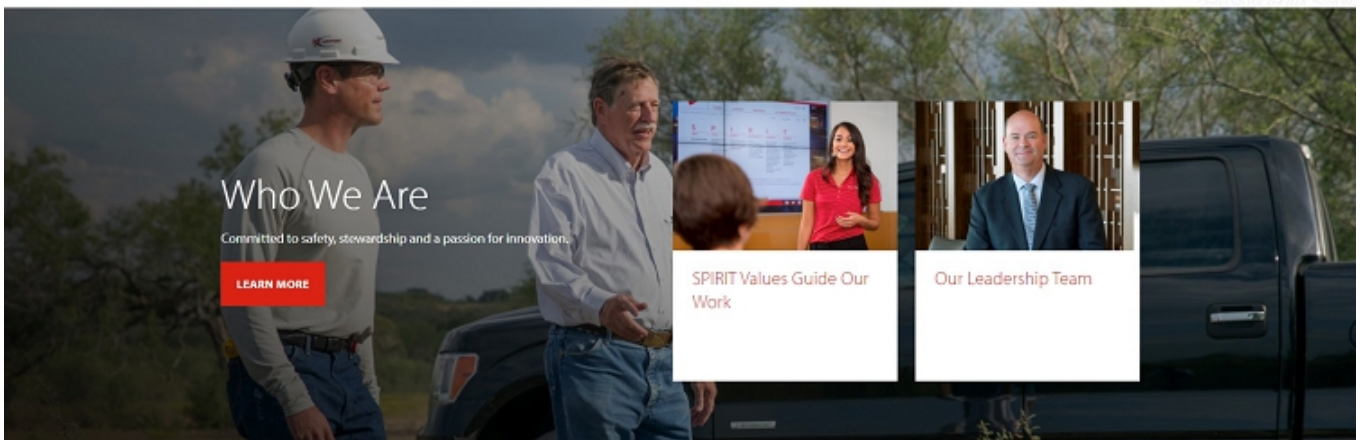 Who We Are
Committed to safety, stewardship and a passion for innovation.
LEARN MORE
S P I R I T
SPIRIT Values Guide Our
Work
Our Leadership Team